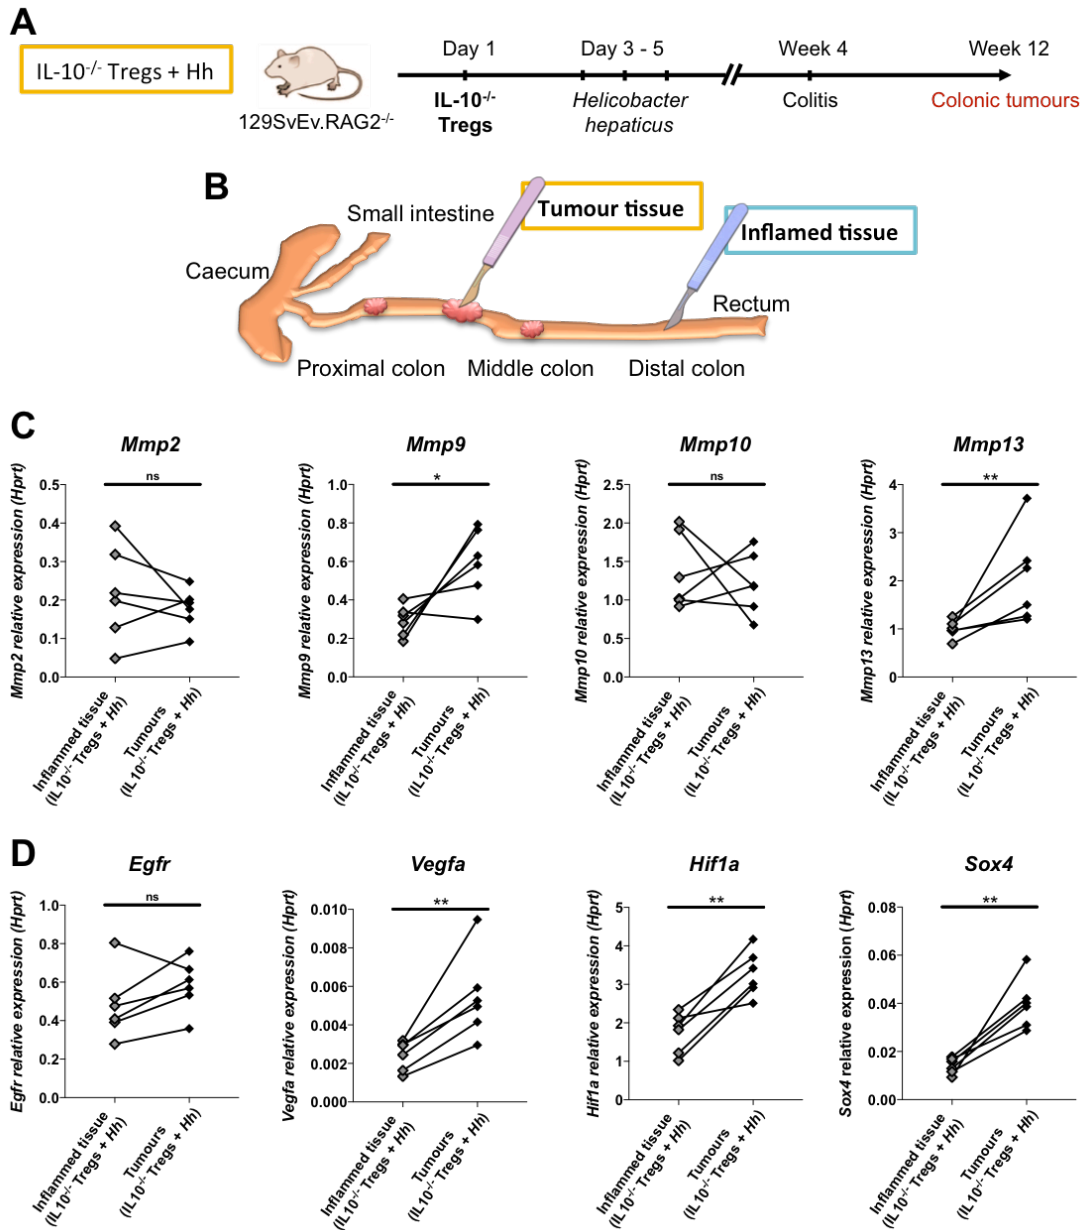 A
IL-10-/- Tregs + Hh
129SvEv.RAG2-/-
Day 1
Day 3 - 5
Week 4
Week 12
IL-10-/-
Tregs
Helicobacter
hepaticus
Colitis
Colonic tumours
B
Small intestine
Tumour tissue
Inflamed tissue
Caecum
Rectum
Proximal colon
Middle colon
Distal colon
C
Mmp2
Mmp2 relative expression (Hprt)
ns
0.5
0.4
0.3
0.2
0.1
0.0
Inflammed tissue
(IL10-/- Tregs + Hh)
Tumours
(IL10-/- Tregs + Hh)
Mmp9
Mmp9 relative expression (Hprt)
*
1.0
0.8
0.6
0.4
0.2
0.0
Inflammed tissue
(IL10-/- Tregs + Hh)
Tumours
(IL10-/- Tregs + Hh)
Mmp10
Mmp10 relative expression (Hprt)
ns
2.5
2.0
1.5
1.0
0.5
0.0
Inflammed tissue
(IL10-/- Tregs + Hh)
Tumours
(IL10-/- Tregs + Hh)
Mmp13
Mmp13 relative expression (Hprt)
**
4
3
2
1
0
Inflammed tissue
(IL10-/- Tregs + Hh)
Tumours
(IL10-/- Tregs + Hh)
D
Egfr
Egfr relative expression (Hprt)
ns
1.0
0.8
0.6
0.4
0.2
0.0
Inflammed tissue
(IL10-/- Tregs + Hh)
Tumours
(IL10-/- Tregs + Hh)
Vegfa
Vegfa relative expression (Hprt)
**
0.010
0.008
0.006
0.004
0.002
0.000
Inflammed tissue
(IL10-/- Tregs + Hh)
Tumours
(IL10-/- Tregs + Hh)
Hif1a
Hif1a relative expression (Hprt)
**
5
4
3
2
1
0
Inflammed tissue
(IL10-/- Tregs + Hh)
Tumours
(IL10-/- Tregs + Hh)
Sox4
Sox4 relative expression (Hprt)
**
0.08
0.06
0.04
0.02
0.00
Inflammed tissue
(IL10-/- Tregs + Hh)
Tumours
(IL10-/- Tregs + Hh)